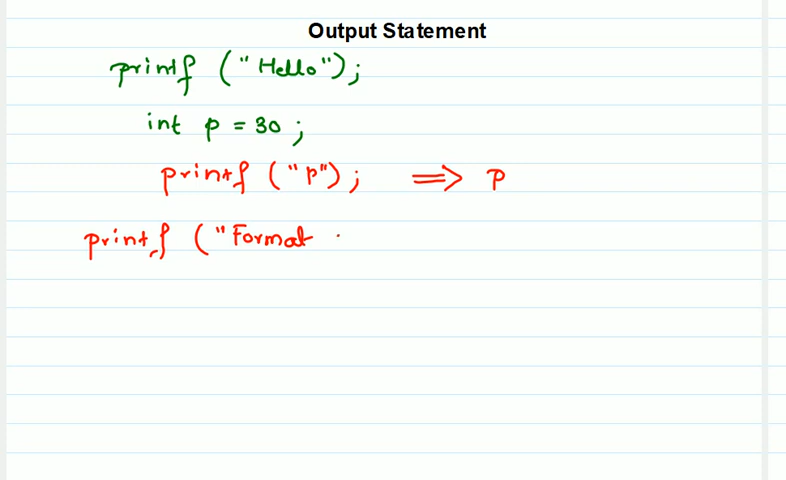 Output Statement
printf ("Hello");
int p = 30 ;
printf ("p"); => p
printf ("Format